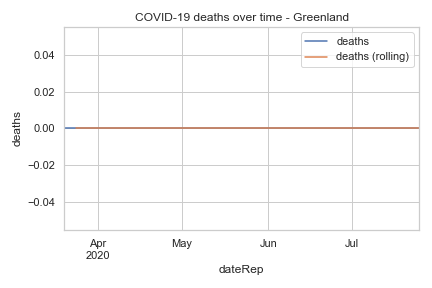 COVID-19 deaths over time - Greenland
deaths
deaths (rolling)
0.04
0.02
0.00
−0.02
−0.04
deaths
Apr
2020
May
Jun
Jul
dateRep